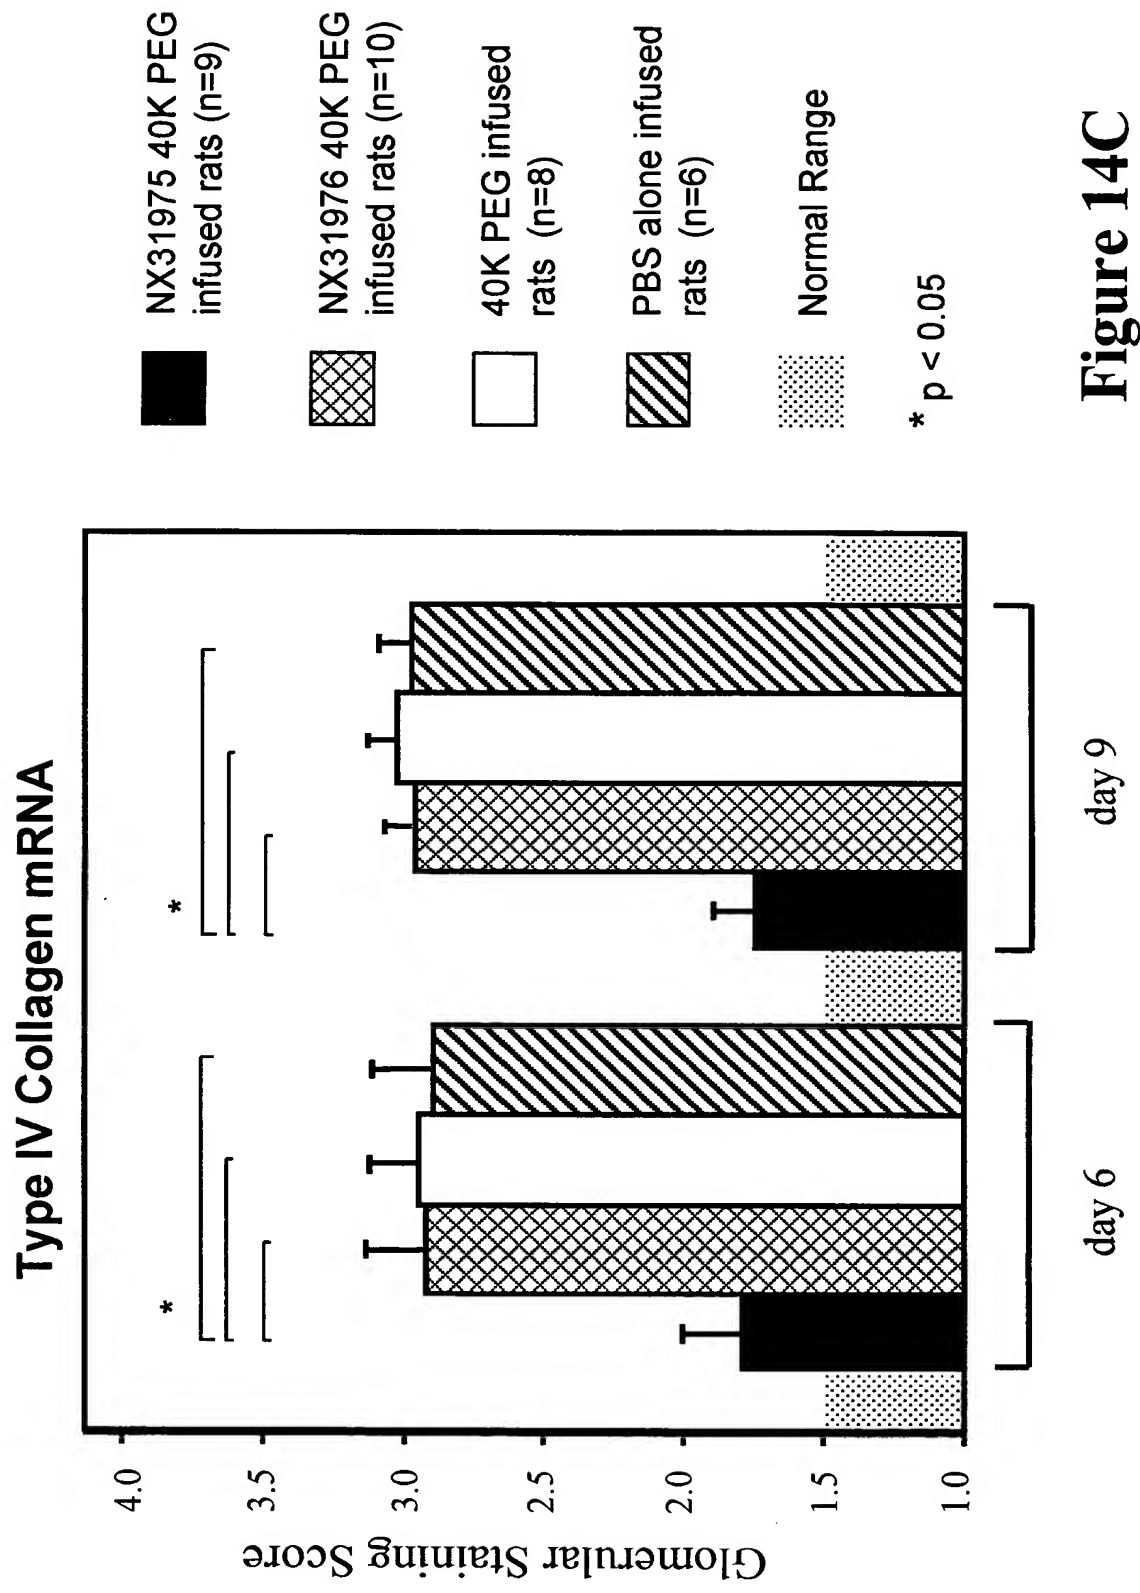 Type IV Collagen mRNA
Glomerular Staining Score
4.0
3.5
3.0
2.5
2.0
1.5
1.0
*
*
day 6
day 9
NX31975 40K PEG
infused rats (n=9)
NX31976 40K PEG
infused rats (n=10)
40K PEG infused
rats (n=8)
PBS alone infused
rats (n=6)
Normal Range
* p < 0.05
Figure 14C